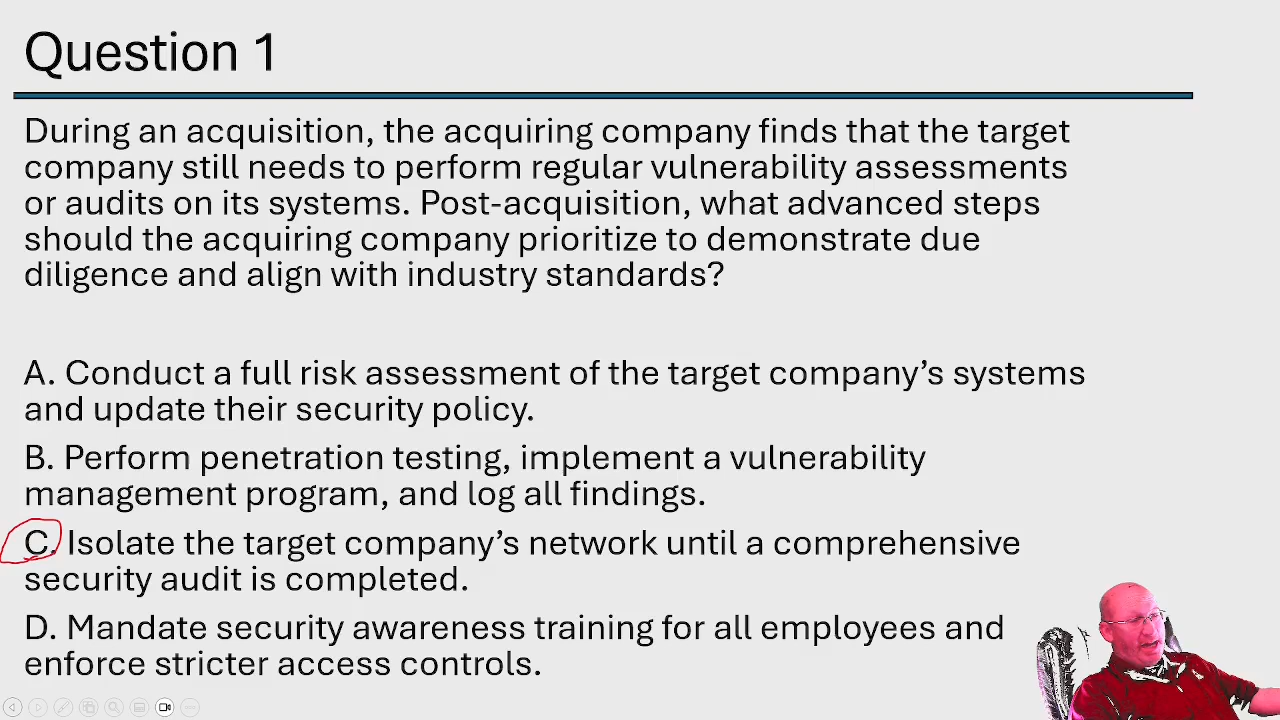 Question 1
During an acquisition, the acquiring company finds that the target
company still needs to perform regular vulnerability assessments
or audits on its systems. Post-acquisition, what advanced steps
should the acquiring company prioritize to demonstrate due
diligence and align with industry standards?
A. Conduct a full risk assessment of the target company’s systems
and update their security policy.
B. Perform penetration testing, implement a vulnerability
management program, and log all findings.
C. Isolate the target company’s network until a comprehensive
security audit is completed.
D. Mandate security awareness training for all employees and
enforce stricter access controls.